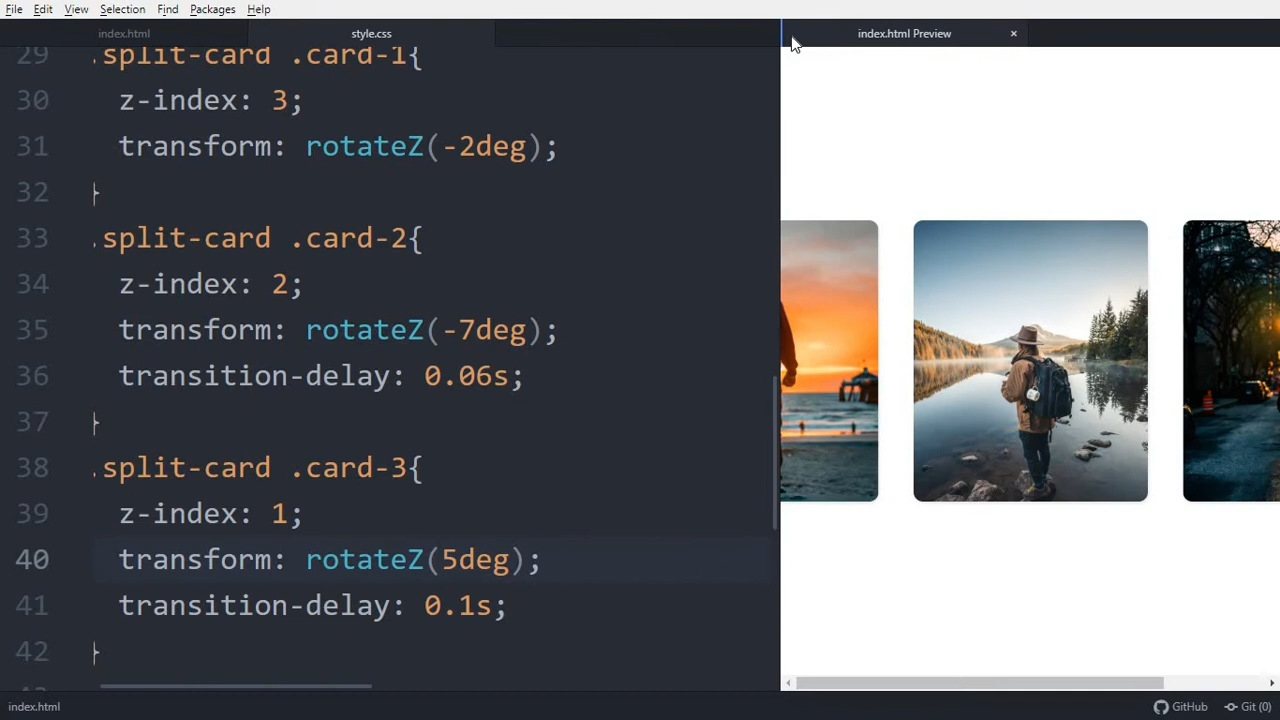 File Edit View Selection Find Packages Help
index.html style.css index.html Preview ×
29 .split-card .card-1{
30 z-index: 3;
31 transform: rotateZ(-2deg);
32 }
33 .split-card .card-2{
34 z-index: 2;
35 transform: rotateZ(-7deg);
36 transition-delay: 0.06s;
37 }
38 .split-card .card-3{
39 z-index: 1;
40 transform: rotateZ(5deg);
41 transition-delay: 0.1s;
42 }
index.html GitHub Git (0)